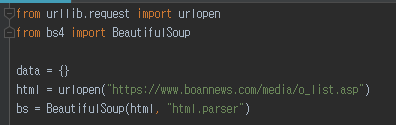 from urllib.request import urlopen
from bs4 import BeautifulSoup
data = {}
html = urlopen("https://www.boannews.com/media/o_list.asp")
bs = BeautifulSoup(html, "html.parser")